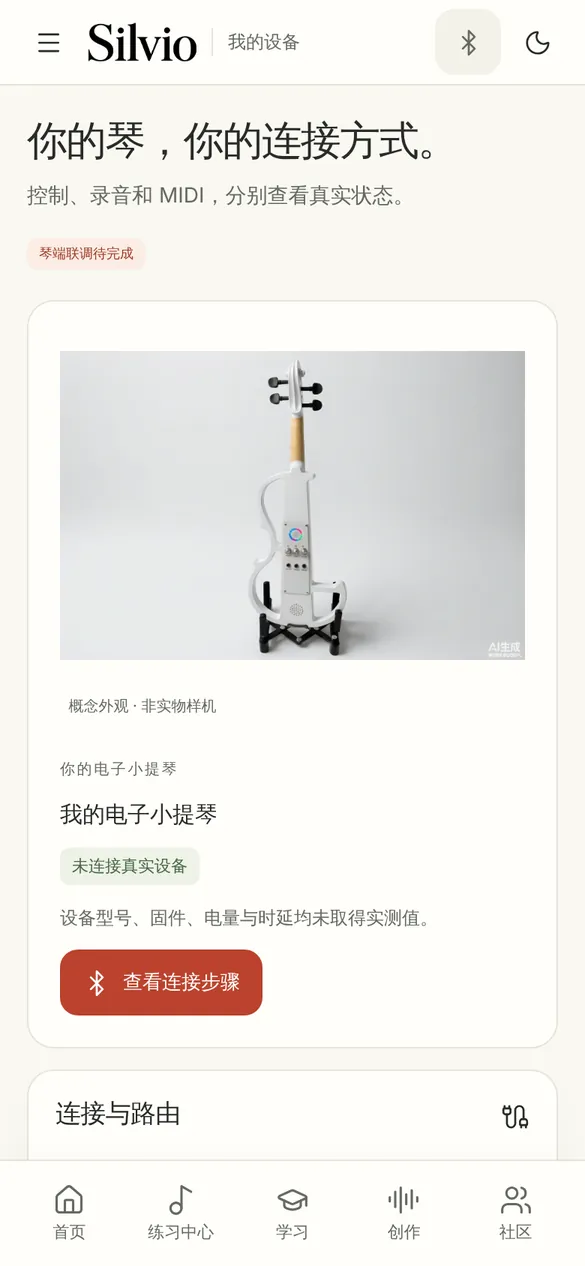 Silvio
我的设备
你的琴，你的连接方式。
控制、录音和 MIDI，分别查看真实状态。
琴端联调待完成
AI生成
概念外观 · 非实物样机
你的电子小提琴
我的电子小提琴
未连接真实设备
设备型号、固件、电量与时延均未取得实测值。
查看连接步骤
连接与路由
首页
练习中心
学习
创作
社区